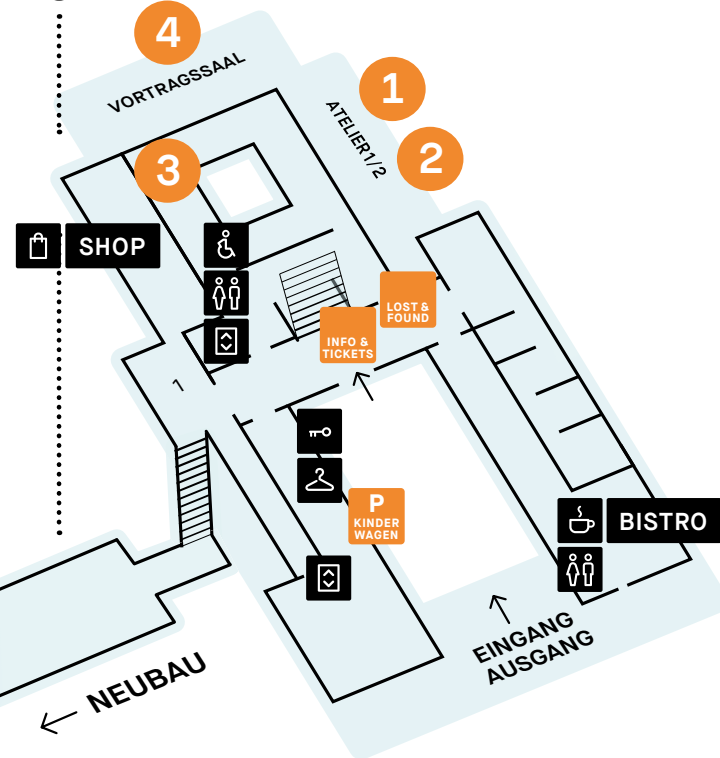 4
VORTRAGSSAAL
1
ATELIER1/2
2
3
SHOP
LOST &
FOUND
INFO &
TICKETS
1
P
KINDER
WAGEN
BISTRO
EINGANG
AUSGANG
NEUBAU